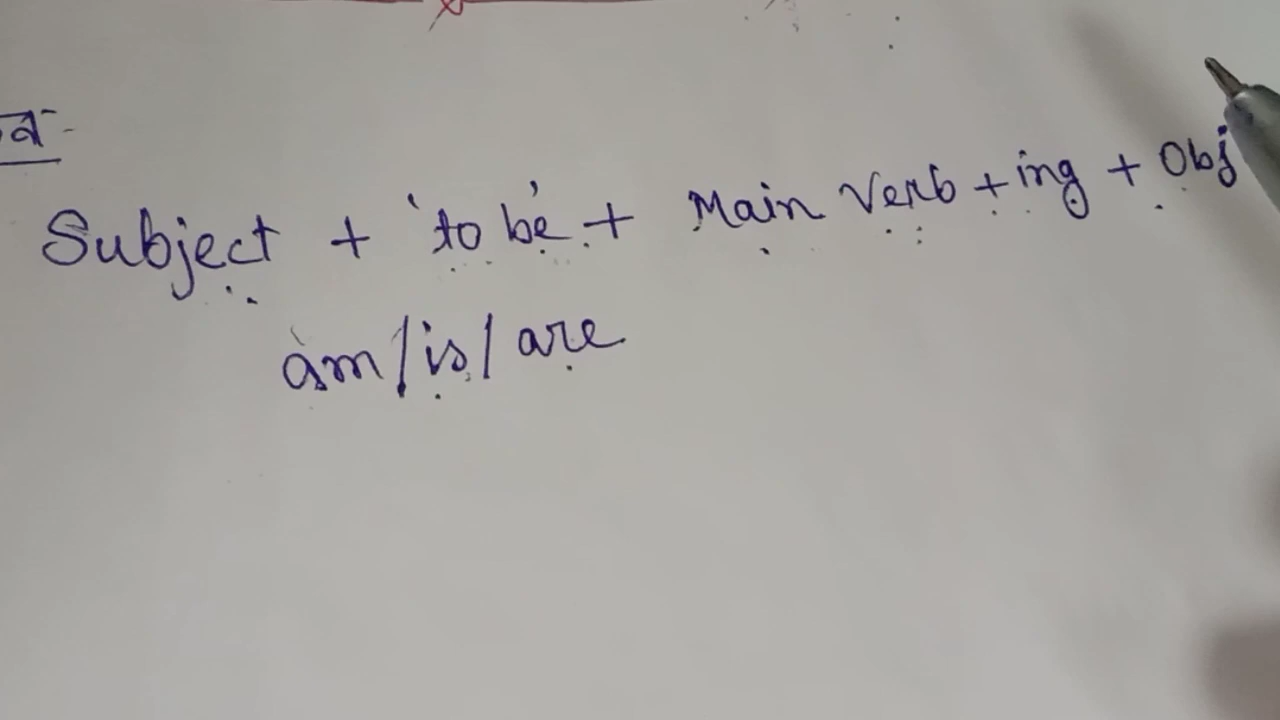 Subject + 'to be' + Main Verb + ing + Obj
am/is/are